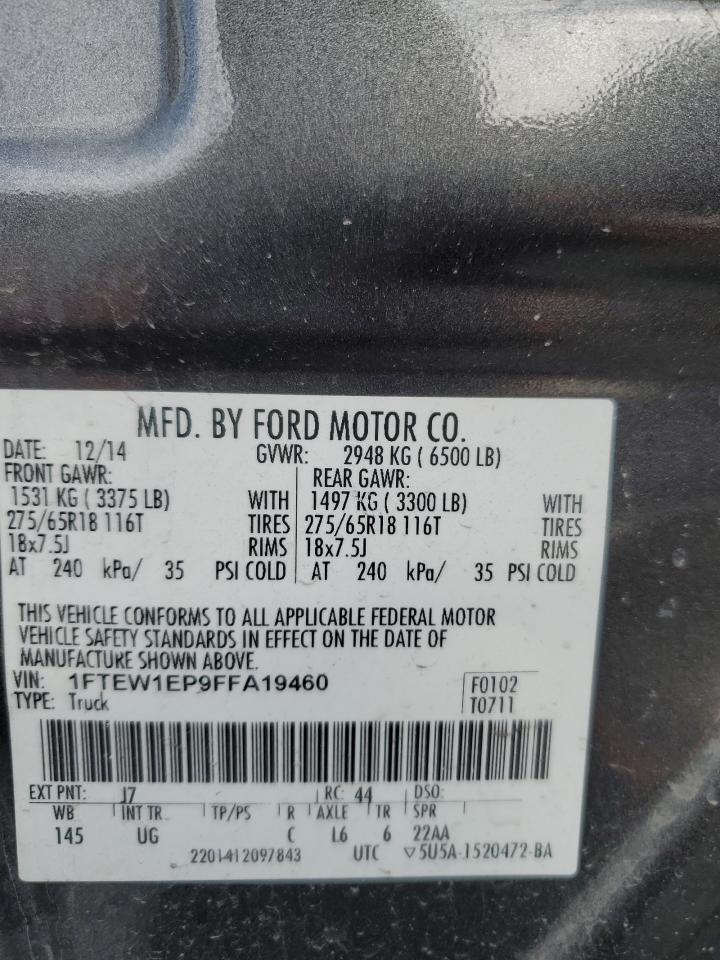 MFD. BY FORD MOTOR CO.
DATE: 12/14 GVWR: 2948 KG ( 6500 LB)
FRONT GAWR: REAR GAWR:
1531 KG ( 3375 LB) WITH 1497 KG ( 3300 LB) WITH
275/65R18 116T TIRES 275/65R18 116T TIRES
18x7.5J RIMS 18x7.5J RIMS
AT 240 kPa/ 35 PSI COLD AT 240 kPa/ 35 PSI COLD
THIS VEHICLE CONFORMS TO ALL APPLICABLE FEDERAL MOTOR
VEHICLE SAFETY STANDARDS IN EFFECT ON THE DATE OF
MANUFACTURE SHOWN ABOVE.
VIN: 1FTEW1EP9FFA19460 F0102
TYPE: Truck T0711
EXT PNT: J7 RC: 44 DSO:
WB INT TR TP/PS R AXLE TR SPR
145 UG C L6 6 22AA
2201412097843 UTC ▽5U5A-1520472-BA